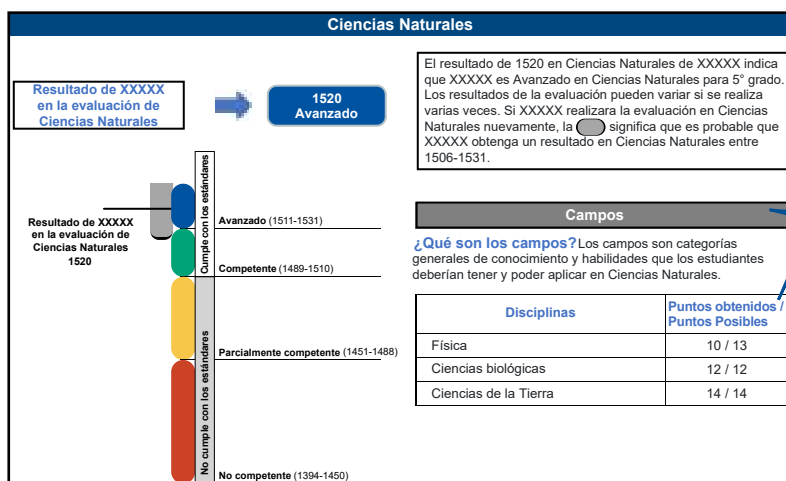 Ciencias Naturales
Resultado de XXXXX
en la evaluación de
Ciencias Naturales
1520
Avanzado
El resultado de 1520 en Ciencias Naturales de XXXXX indica
que XXXXX es Avanzado en Ciencias Naturales para 5° grado.
Los resultados de la evaluación pueden variar si se realiza
varias veces. Si XXXXX realizara la evaluación en Ciencias
Naturales nuevamente, la significa que es probable que
XXXXX obtenga un resultado en Ciencias Naturales entre
1506-1531.
Resultado de XXXXX
en la evaluación de
Ciencias Naturales
1520
Cumple con los estándares
No cumple con los estándares
Avanzado (1511-1531)
Competente (1489-1510)
Parcialmente competente (1451-1488)
No competente (1394-1450)
Campos
¿Qué son los campos? Los campos son categorías
generales de conocimiento y habilidades que los estudiantes
deberían tener y poder aplicar en Ciencias Naturales.
Disciplinas
Puntos obtenidos /
Puntos Posibles
Física 10 / 13
Ciencias biológicas 12 / 12
Ciencias de la Tierra 14 / 14